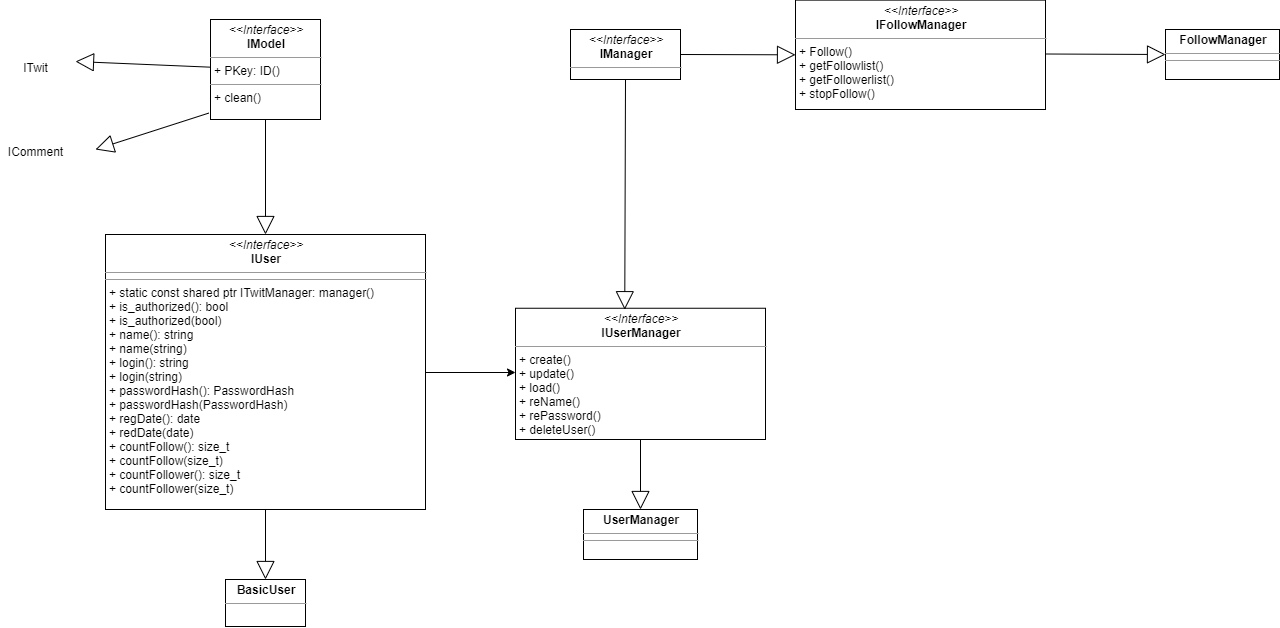 <<Interface>>
IModel
+ PKey: ID()
+ clean()
ITwit
IComment
<<Interface>>
IManager
<<Interface>>
IFollowManager
+ Follow()
+ getFollowlist()
+ getFollowerlist()
+ stopFollow()
FollowManager
<<Interface>>
IUser
+ static const shared ptr ITwitManager: manager()
+ is_authorized(): bool
+ is_authorized(bool)
+ name(): string
+ name(string)
+ login(): string
+ login(string)
+ passwordHash(): PasswordHash
+ passwordHash(PasswordHash)
+ regDate(): date
+ redDate(date)
+ countFollow(): size_t
+ countFollow(size_t)
+ countFollower(): size_t
+ countFollower(size_t)
<<Interface>>
IUserManager
+ create()
+ update()
+ load()
+ reName()
+ rePassword()
+ deleteUser()
UserManager
BasicUser